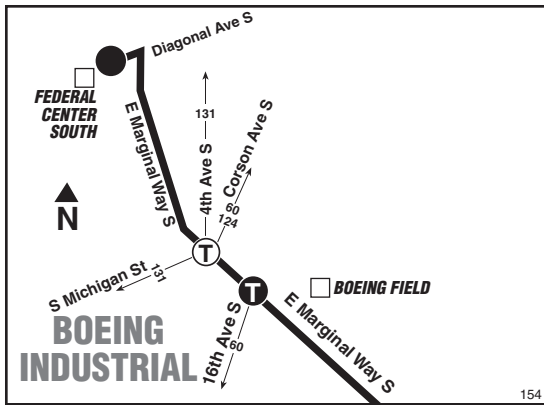 Diagonal Ave S
FEDERAL
CENTER
SOUTH
E Marginal Way S
131
4th Ave S
Corson Ave S
60
124
N
T
S Michigan St
131
T
BOEING FIELD
BOEING
INDUSTRIAL
16th Ave S
60
E Marginal Way S
154